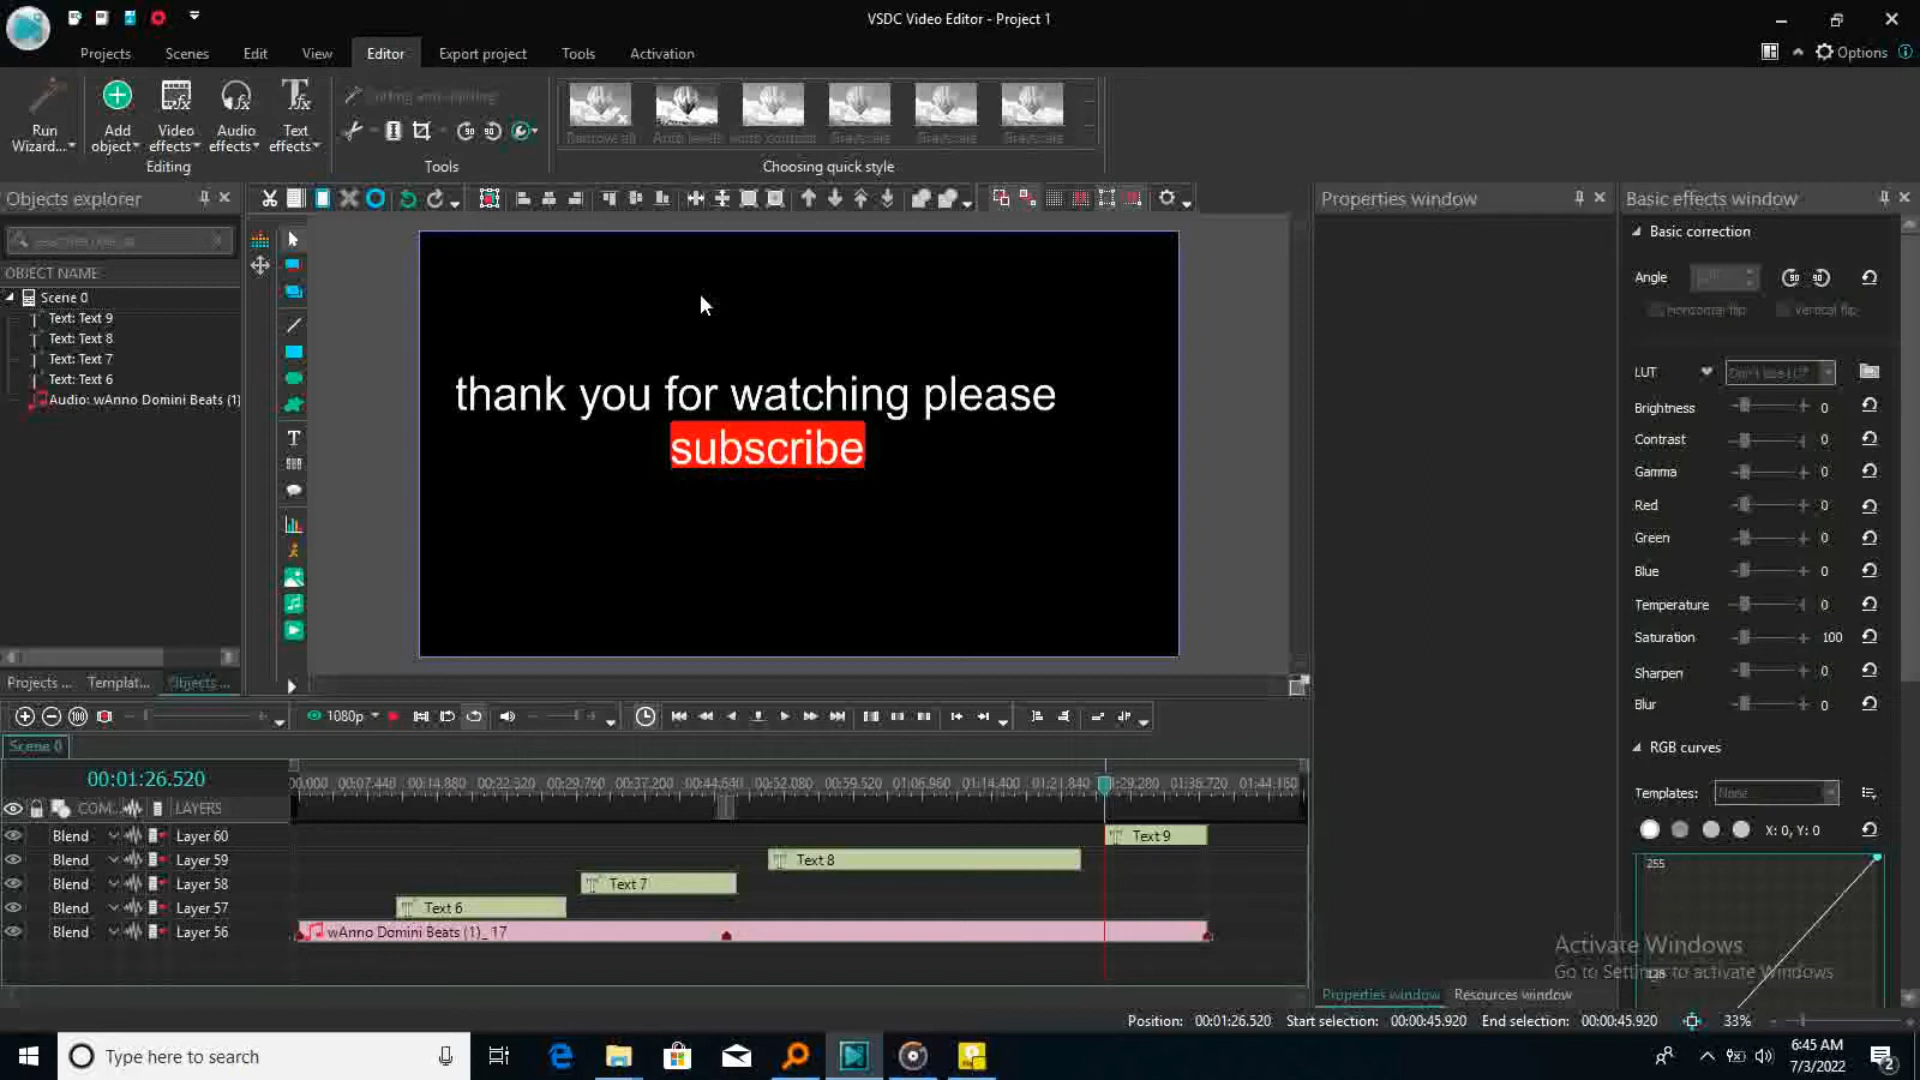 VSDC Video Editor - Project 1
Projects
Scenes
Edit
View
Editor
Export project
Tools
Activation
Options
Run Wizard...
Add object
Video effects
Audio effects
Text effects
Editing
Tools
Remove all
Auto levels
Grayscale
Grayscale
Grayscale
Choosing quick style
Objects explorer
OBJECT NAME
Scene 0
Text: Text 9
Text: Text 8
Text: Text 7
Text: Text 6
Audio: wAnno Domini Beats (1)
Projects ...
Templat...
Objects ...
thank you for watching please
subscribe
Properties window
Basic effects window
Basic correction
Angle
Horizontal flip
Vertical flip
LUT
Brightness 0
Contrast 0
Gamma 0
Red 0
Green 0
Blue 0
Temperature 0
Saturation 100
Sharpen 0
Blur 0
RGB curves
Templates: None
X: 0, Y: 0
255
128
Activate Windows
Go to Settings to activate Windows
Properties window
Resources window
1080p
Scene 0
00:01:26.520
00:07.440 00:14.880 00:22.320 00:29.760 00:37.200 00:44.640 00:52.080 00:59.520 01:06.960 01:14.400 01:21.840 01:29.280 01:36.720 01:44.160
COM...
LAYERS
Blend Layer 60 Text 9
Blend Layer 59 Text 8
Blend Layer 58 Text 7
Blend Layer 57 Text 6
Blend Layer 56 wAnno Domini Beats (1)_ 17
Position: 00:01:26.520 Start selection: 00:00:45.920 End selection: 00:00:45.920 33%
Type here to search
6:45 AM
7/3/2022
2